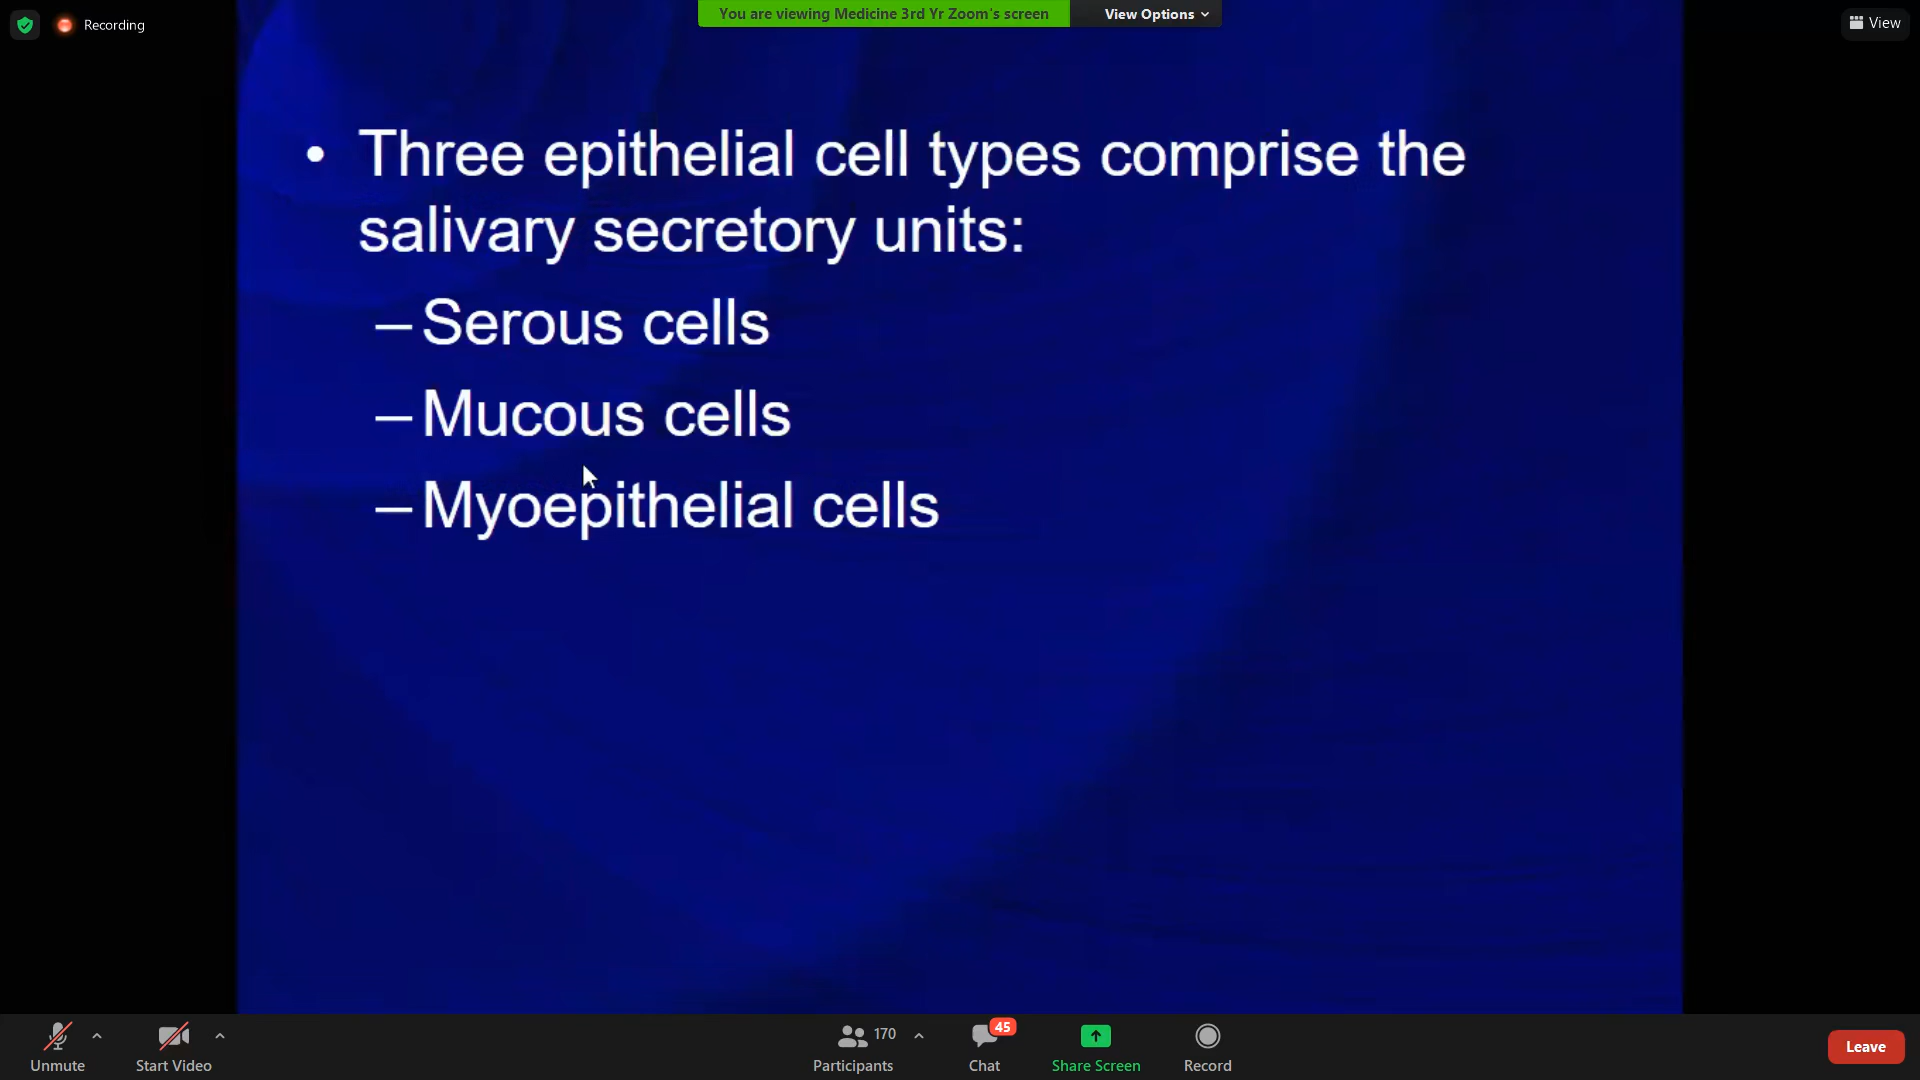 Recording
You are viewing Medicine 3rd Yr Zoom's screen
View Options
View
• Three epithelial cell types comprise the
salivary secretory units:
– Serous cells
– Mucous cells
– Myoepithelial cells
Unmute
Start Video
170
Participants
45
Chat
Share Screen
Record
Leave